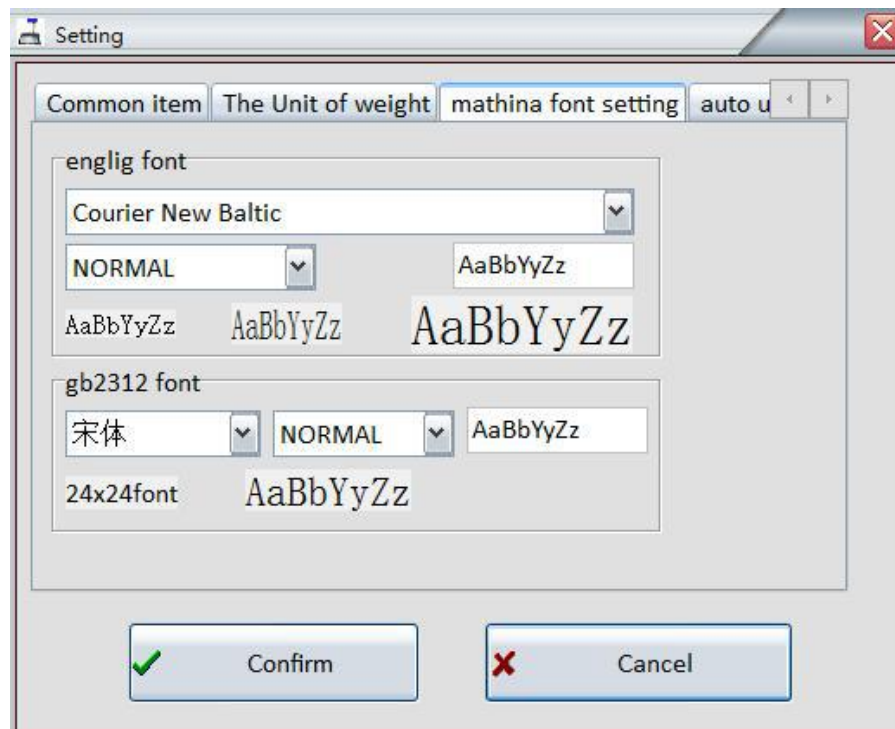 Setting
Common item The Unit of weight mathina font setting auto u
englig font
Courier New Baltic
NORMAL AaBbYyZz
AaBbYyZz AaBbYyZz AaBbYyZz
gb2312 font
宋体 NORMAL AaBbYyZz
24x24font AaBbYyZz
Confirm Cancel